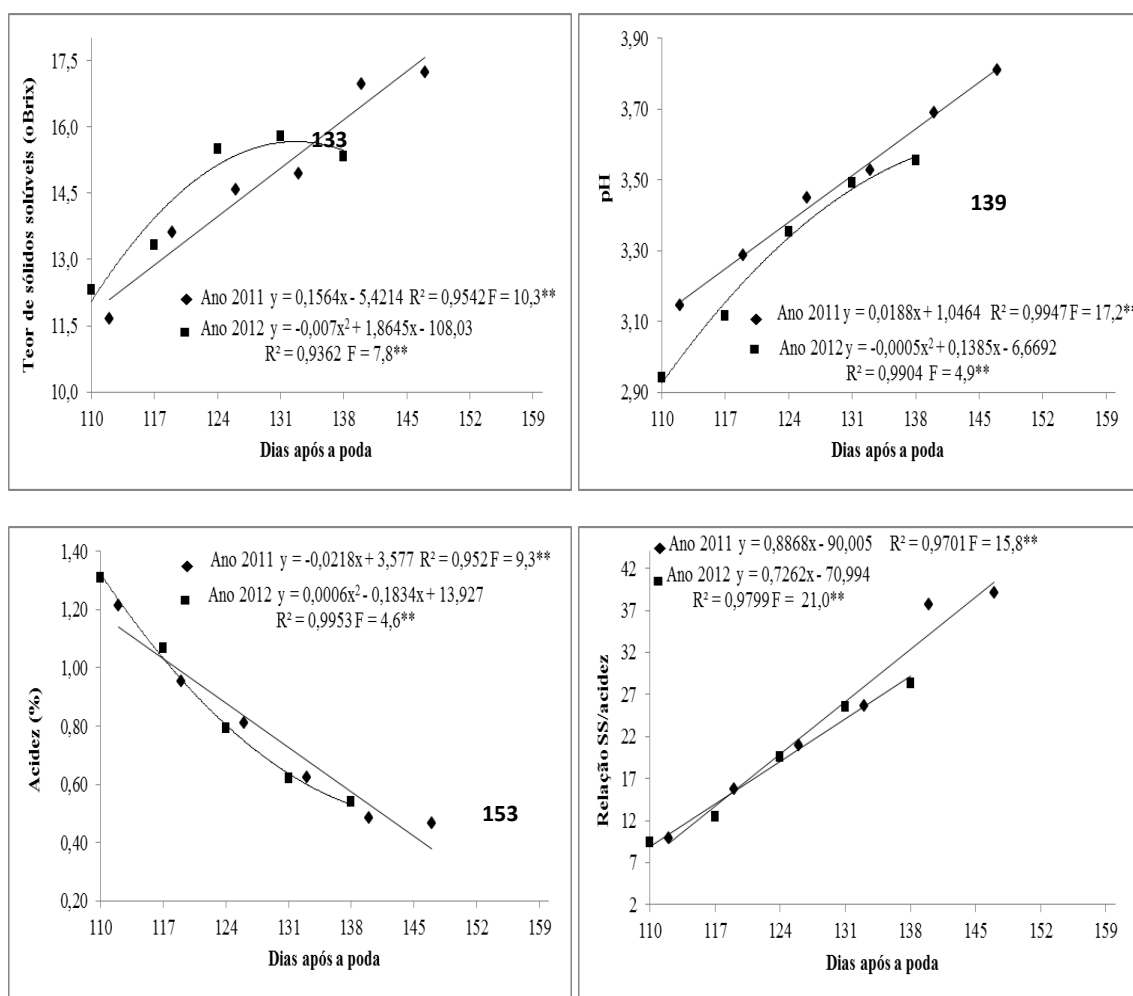 Teor de sólidos solúveis (oBrix)
17,5
16,0
14,5
13,0
11,5
10,0
133
Ano 2011 y = 0,1564x - 5,4214 R² = 0,9542 F = 10,3**
Ano 2012 y = -0,007x² + 1,8645x - 108,03
R² = 0,9362 F = 7,8**
110 117 124 131 138 145 152 159
Dias após a poda
pH
3,90
3,70
3,50
3,30
3,10
2,90
139
Ano 2011 y = 0,0188x + 1,0464 R² = 0,9947 F = 17,2**
Ano 2012 y = -0,0005x² + 0,1385x - 6,6692
R² = 0,9904 F = 4,9**
110 117 124 131 138 145 152 159
Dias após a poda
Acidez (%)
1,40
1,20
1,00
0,80
0,60
0,40
0,20
Ano 2011 y = -0,0218x + 3,577 R² = 0,952 F = 9,3**
Ano 2012 y = 0,0006x² - 0,1834x + 13,927
R² = 0,9953 F = 4,6**
153
110 117 124 131 138 145 152 159
Dias após a poda
Relação SS/acidez
42
37
32
27
22
17
12
7
2
Ano 2011 y = 0,8868x - 90,005 R² = 0,9701 F = 15,8**
Ano 2012 y = 0,7262x - 70,994
R² = 0,9799 F = 21,0**
110 117 124 131 138 145 152 159
Dias após a poda